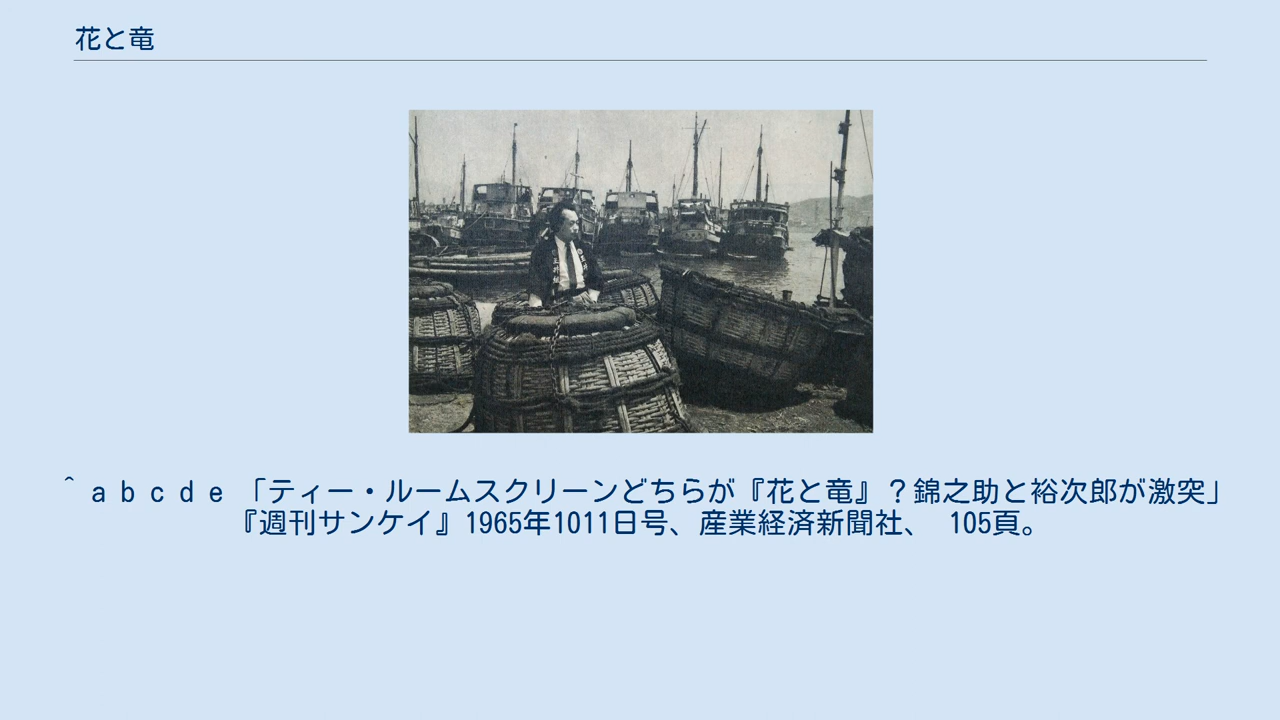 花と竜
^ a b c d e 「ティー・ルームスクリーンどちらが『花と竜』？錦之助と裕次郎が激突」
『週刊サンケイ』1965年1011日号、産業経済新聞社、 105頁。